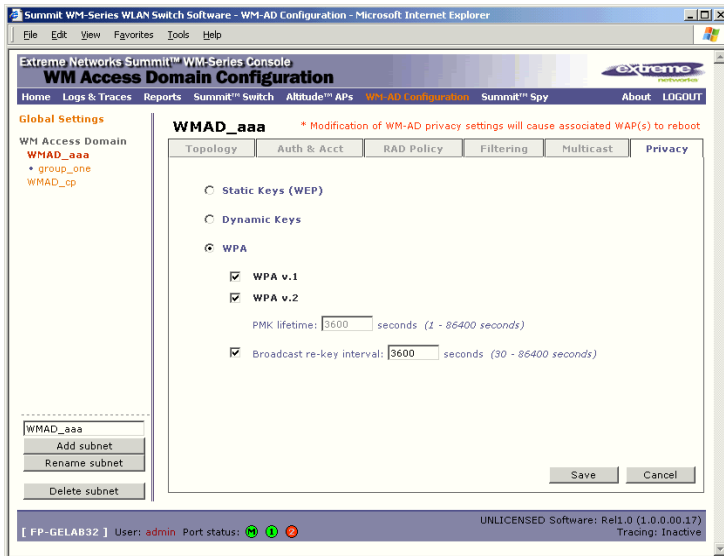 Summit WM-Series WLAN Switch Software - WM-AD Configuration - Microsoft Internet Explorer
File Edit View Favorites Tools Help
Extreme Networks Summit™ WM-Series Console
WM Access Domain Configuration
extreme
networks
Home Logs & Traces Reports Summit™ Switch Altitude™ APs WM-AD Configuration Summit™ Spy About LOGOUT
Global Settings
WM Access Domain
WMAD_aaa
• group_one
WMAD_cp
WMAD_aaa * Modification of WM-AD privacy settings will cause associated WAP(s) to reboot
Topology Auth & Acct RAD Policy Filtering Multicast Privacy
Static Keys (WEP)
Dynamic Keys
WPA
WPA v.1
WPA v.2
PMK lifetime: 3600 seconds (1 - 86400 seconds)
Broadcast re-key interval: 3600 seconds (30 - 86400 seconds)
WMAD_aaa
Add subnet
Rename subnet
Delete subnet
Save Cancel
[ FP-GELAB32 ] User: admin Port status: M 1 2
UNLICENSED Software: Rel1.0 (1.0.0.00.17)
Tracing: Inactive